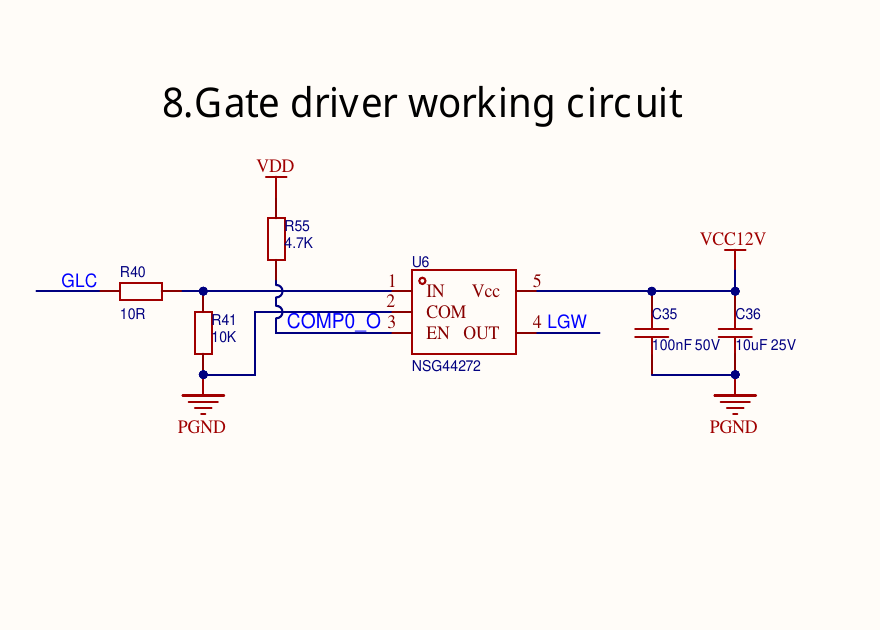 8.Gate driver working circuit
VDD
R55
4.7K
VCC12V
GLC
R40
10R
R41
10K
COMP0_O
U6
1
2
3
IN
Vcc
COM
EN
OUT
5
4
LGW
NSG44272
C35
100nF 50V
C36
10uF 25V
PGND
PGND